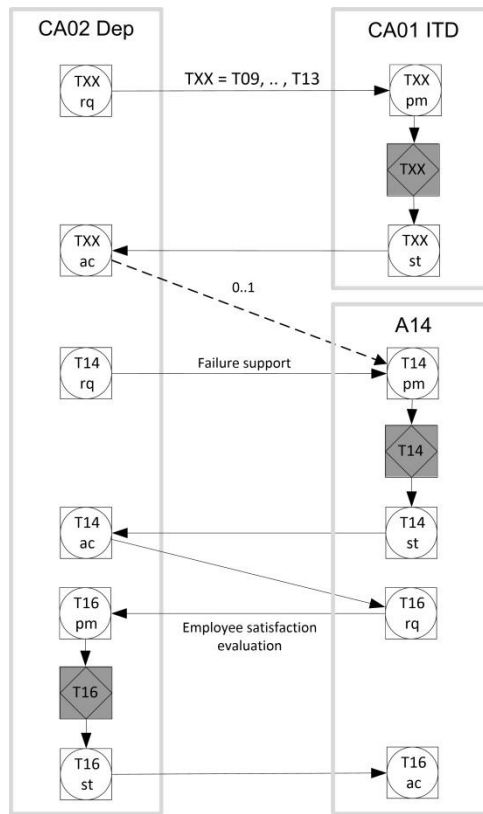 CA02 Dep
CA01 ITD
TXX
rq
TXX = T09, .. , T13
TXX
pm
TXX
TXX
ac
TXX
st
0..1
A14
T14
rq
Failure support
T14
pm
T14
T14
ac
T14
st
T16
pm
Employee satisfaction
evaluation
T16
rq
T16
T16
st
T16
ac